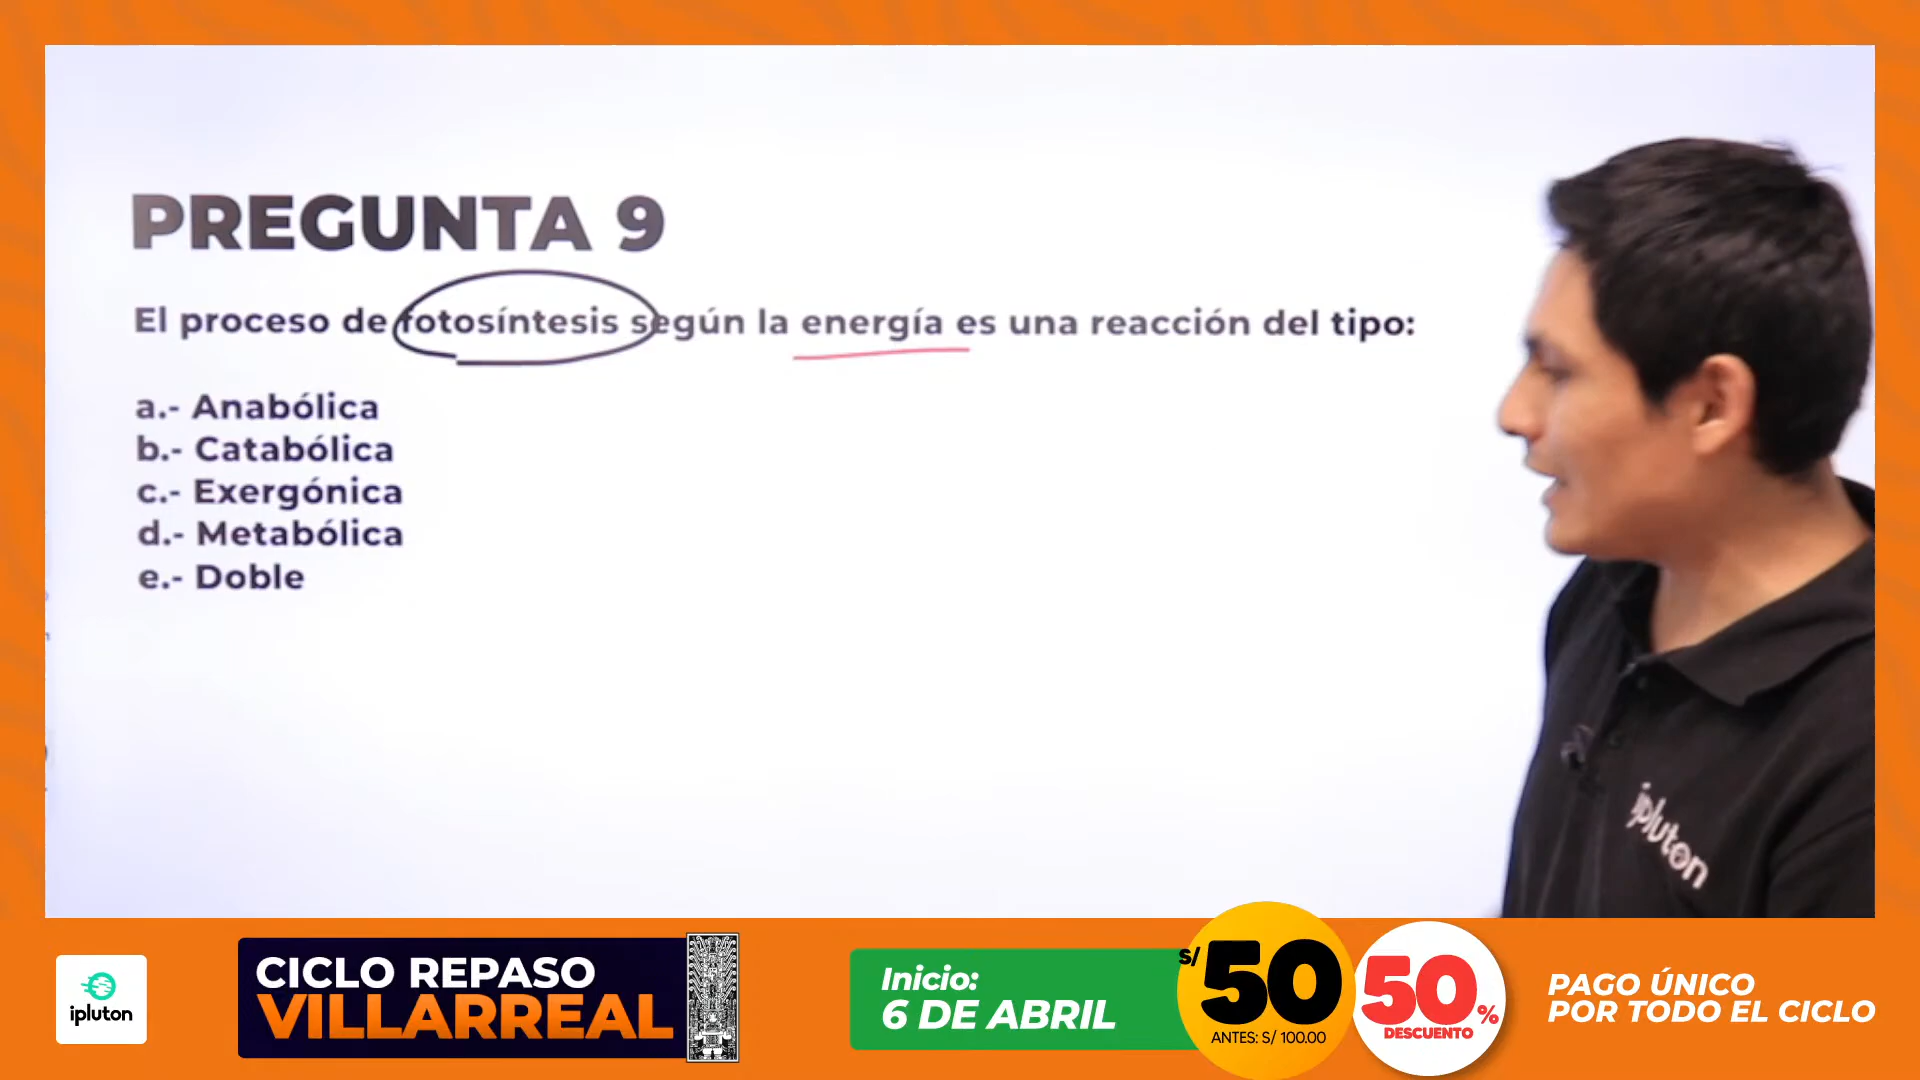 PREGUNTA 9
El proceso de fotosíntesis según la energía es una reacción del tipo:
a.- Anabólica
b.- Catabólica
c.- Exergónica
d.- Metabólica
e.- Doble
ipluton
ipluton
CICLO REPASO
VILLARREAL
Inicio:
6 DE ABRIL
S/ 50
ANTES: S/ 100.00
50%
DESCUENTO
PAGO ÚNICO
POR TODO EL CICLO